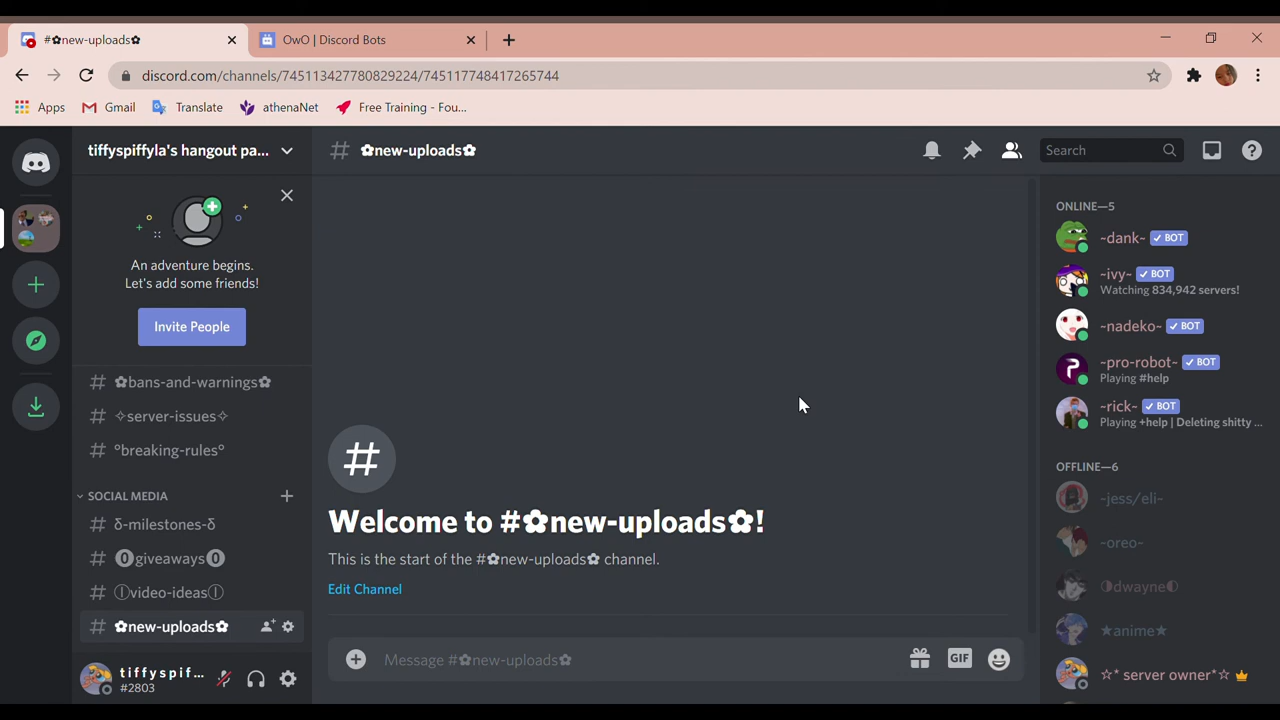 #✿new-uploads✿
OwO | Discord Bots
discord.com/channels/745113427780829224/745117748417265744
Apps
Gmail
Translate
athenaNet
Free Training - Fou...
tiffyspiffyla's hangout pa...
# ✿new-uploads✿
Search
An adventure begins.
Let's add some friends!
Invite People
# ✿bans-and-warnings✿
# ✧server-issues✧
# °breaking-rules°
SOCIAL MEDIA
# δ-milestones-δ
# ⓿giveaways⓿
# ⓛvideo-ideasⓛ
# ✿new-uploads✿
tiffyspif...
#2803
#
Welcome to #✿new-uploads✿!
This is the start of the #✿new-uploads✿ channel.
Edit Channel
Message #✿new-uploads✿
GIF
ONLINE—5
~dank~ ✓ BOT
~ivy~ ✓ BOT
Watching 834,942 servers!
~nadeko~ ✓ BOT
~pro-robot~ ✓ BOT
Playing #help
~rick~ ✓ BOT
Playing +help | Deleting shitty ...
OFFLINE—6
~jess/eli~
~oreo~
◑dwayne◐
★anime★
☆* server owner*☆